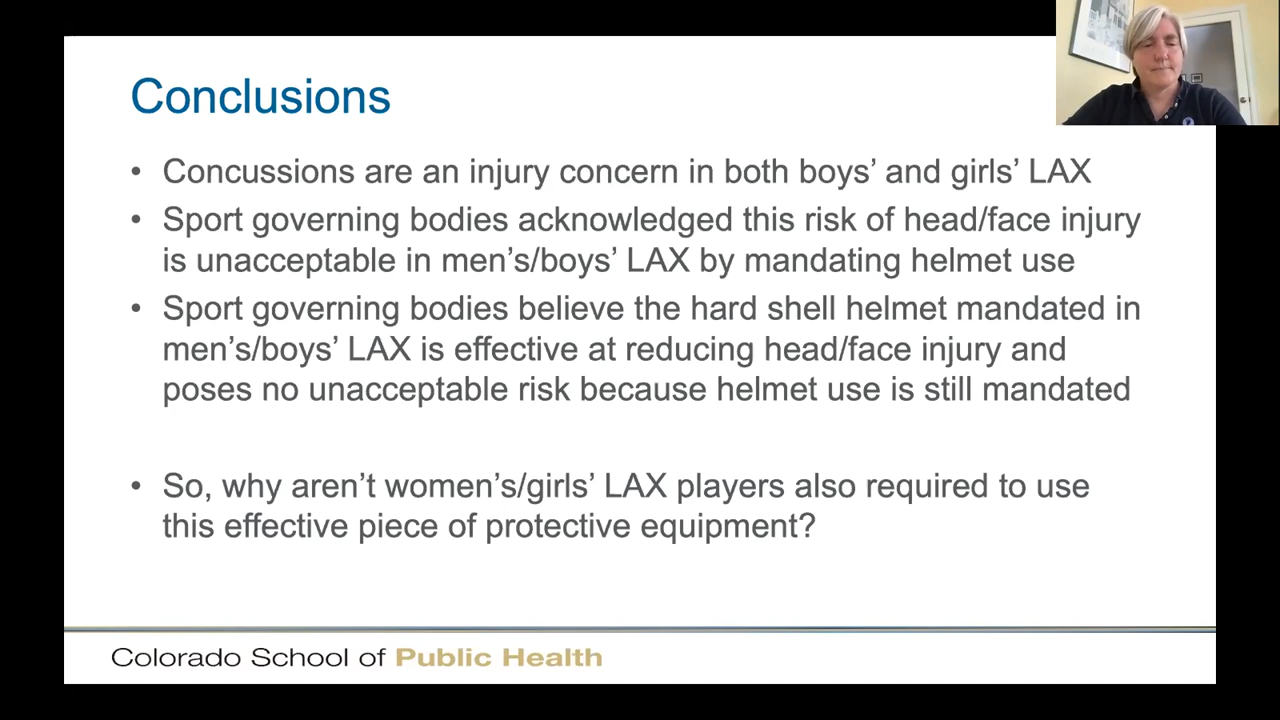 Conclusions
• Concussions are an injury concern in both boys’ and girls’ LAX
• Sport governing bodies acknowledged this risk of head/face injury
is unacceptable in men’s/boys’ LAX by mandating helmet use
• Sport governing bodies believe the hard shell helmet mandated in
men’s/boys’ LAX is effective at reducing head/face injury and
poses no unacceptable risk because helmet use is still mandated
• So, why aren’t women’s/girls’ LAX players also required to use
this effective piece of protective equipment?
Colorado School of Public Health